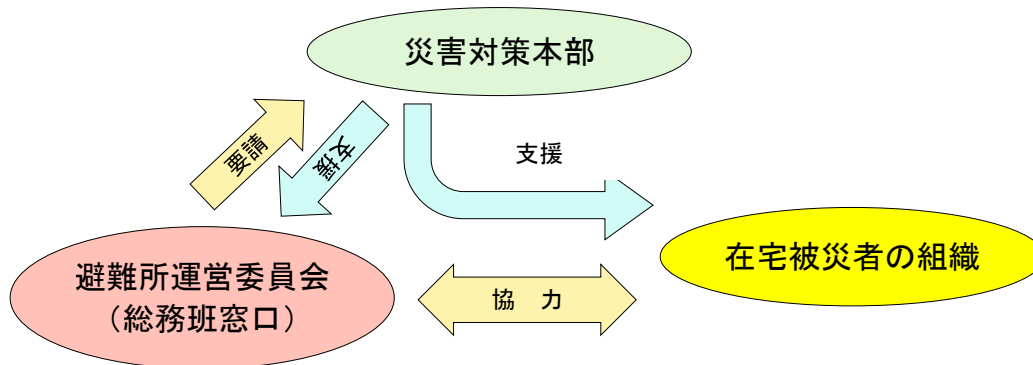 災害対策本部
要請
支援
支援
避難所運営委員会
（総務班窓口）
協　力
在宅被災者の組織